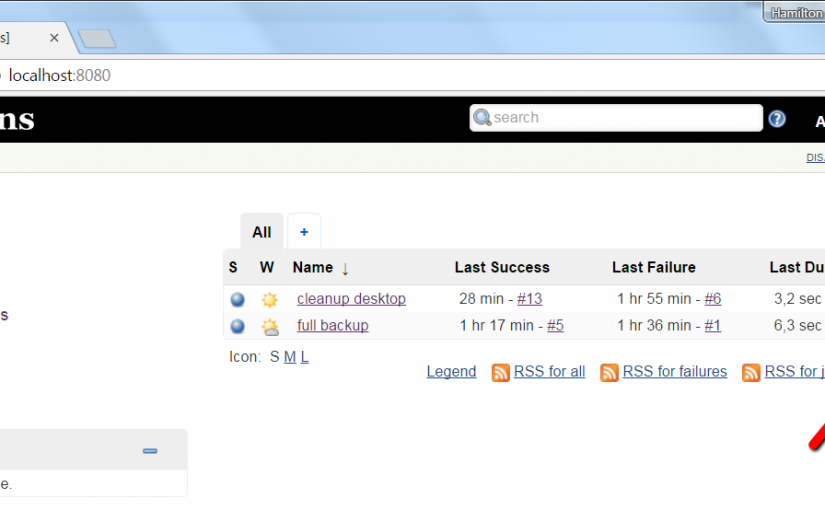 Hamilton
s]
localhost:8080
ns
search
?
A
DIS
All +
S W Name ↓ Last Success Last Failure Last Du
cleanup desktop 28 min - #13 1 hr 55 min - #6 3,2 sec
s
full backup 1 hr 17 min - #5 1 hr 36 min - #1 6,3 sec
Icon: S M L
Legend RSS for all RSS for failures RSS for j
e.